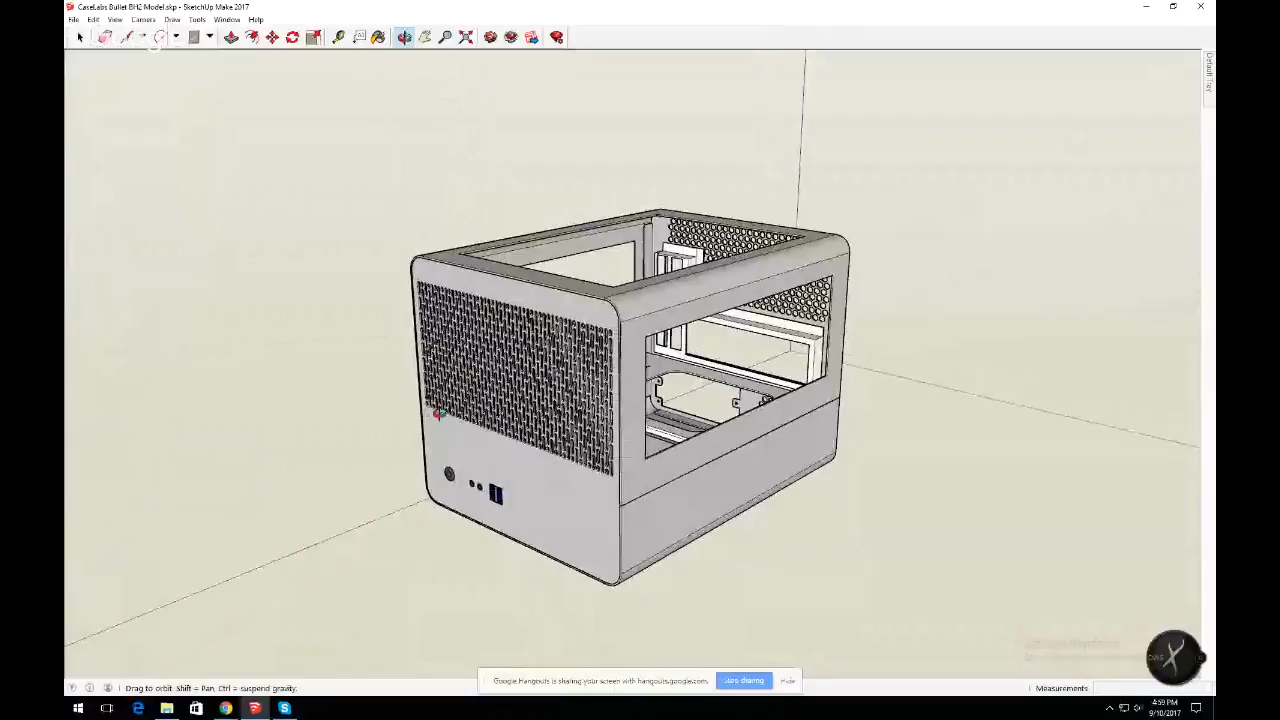 CaseLabs Bullet BH2 Model.skp - SketchUp Make 2017
File Edit View Camera Draw Tools Window Help
Default Tray
Google Hangouts is sharing your screen with hangouts.google.com.
Stop sharing
Hide
Drag to orbit. Shift = Pan, Ctrl = suspend gravity.
Measurements
4:59 PM
9/10/2017